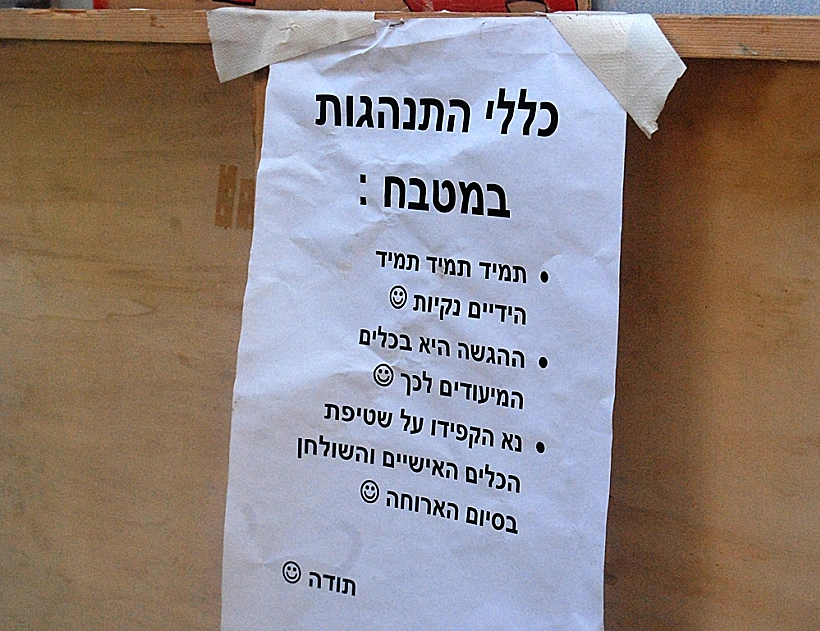 כללי התנהגות
במטבח :
• תמיד תמיד תמיד
הידיים נקיות ☺
• ההגשה היא בכלים
המיעודים לכך ☺
• נא הקפידו על שטיפת
הכלים האישיים והשולחן
בסיום הארוחה ☺
תודה ☺